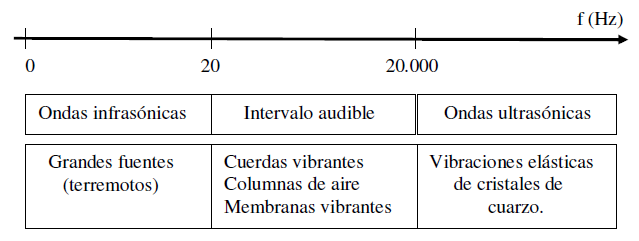 f (Hz)
0 20 20.000
Ondas infrasónicas Intervalo audible Ondas ultrasónicas
Grandes fuentes
(terremotos)
Cuerdas vibrantes
Columnas de aire
Membranas vibrantes
Vibraciones elásticas
de cristales de
cuarzo.